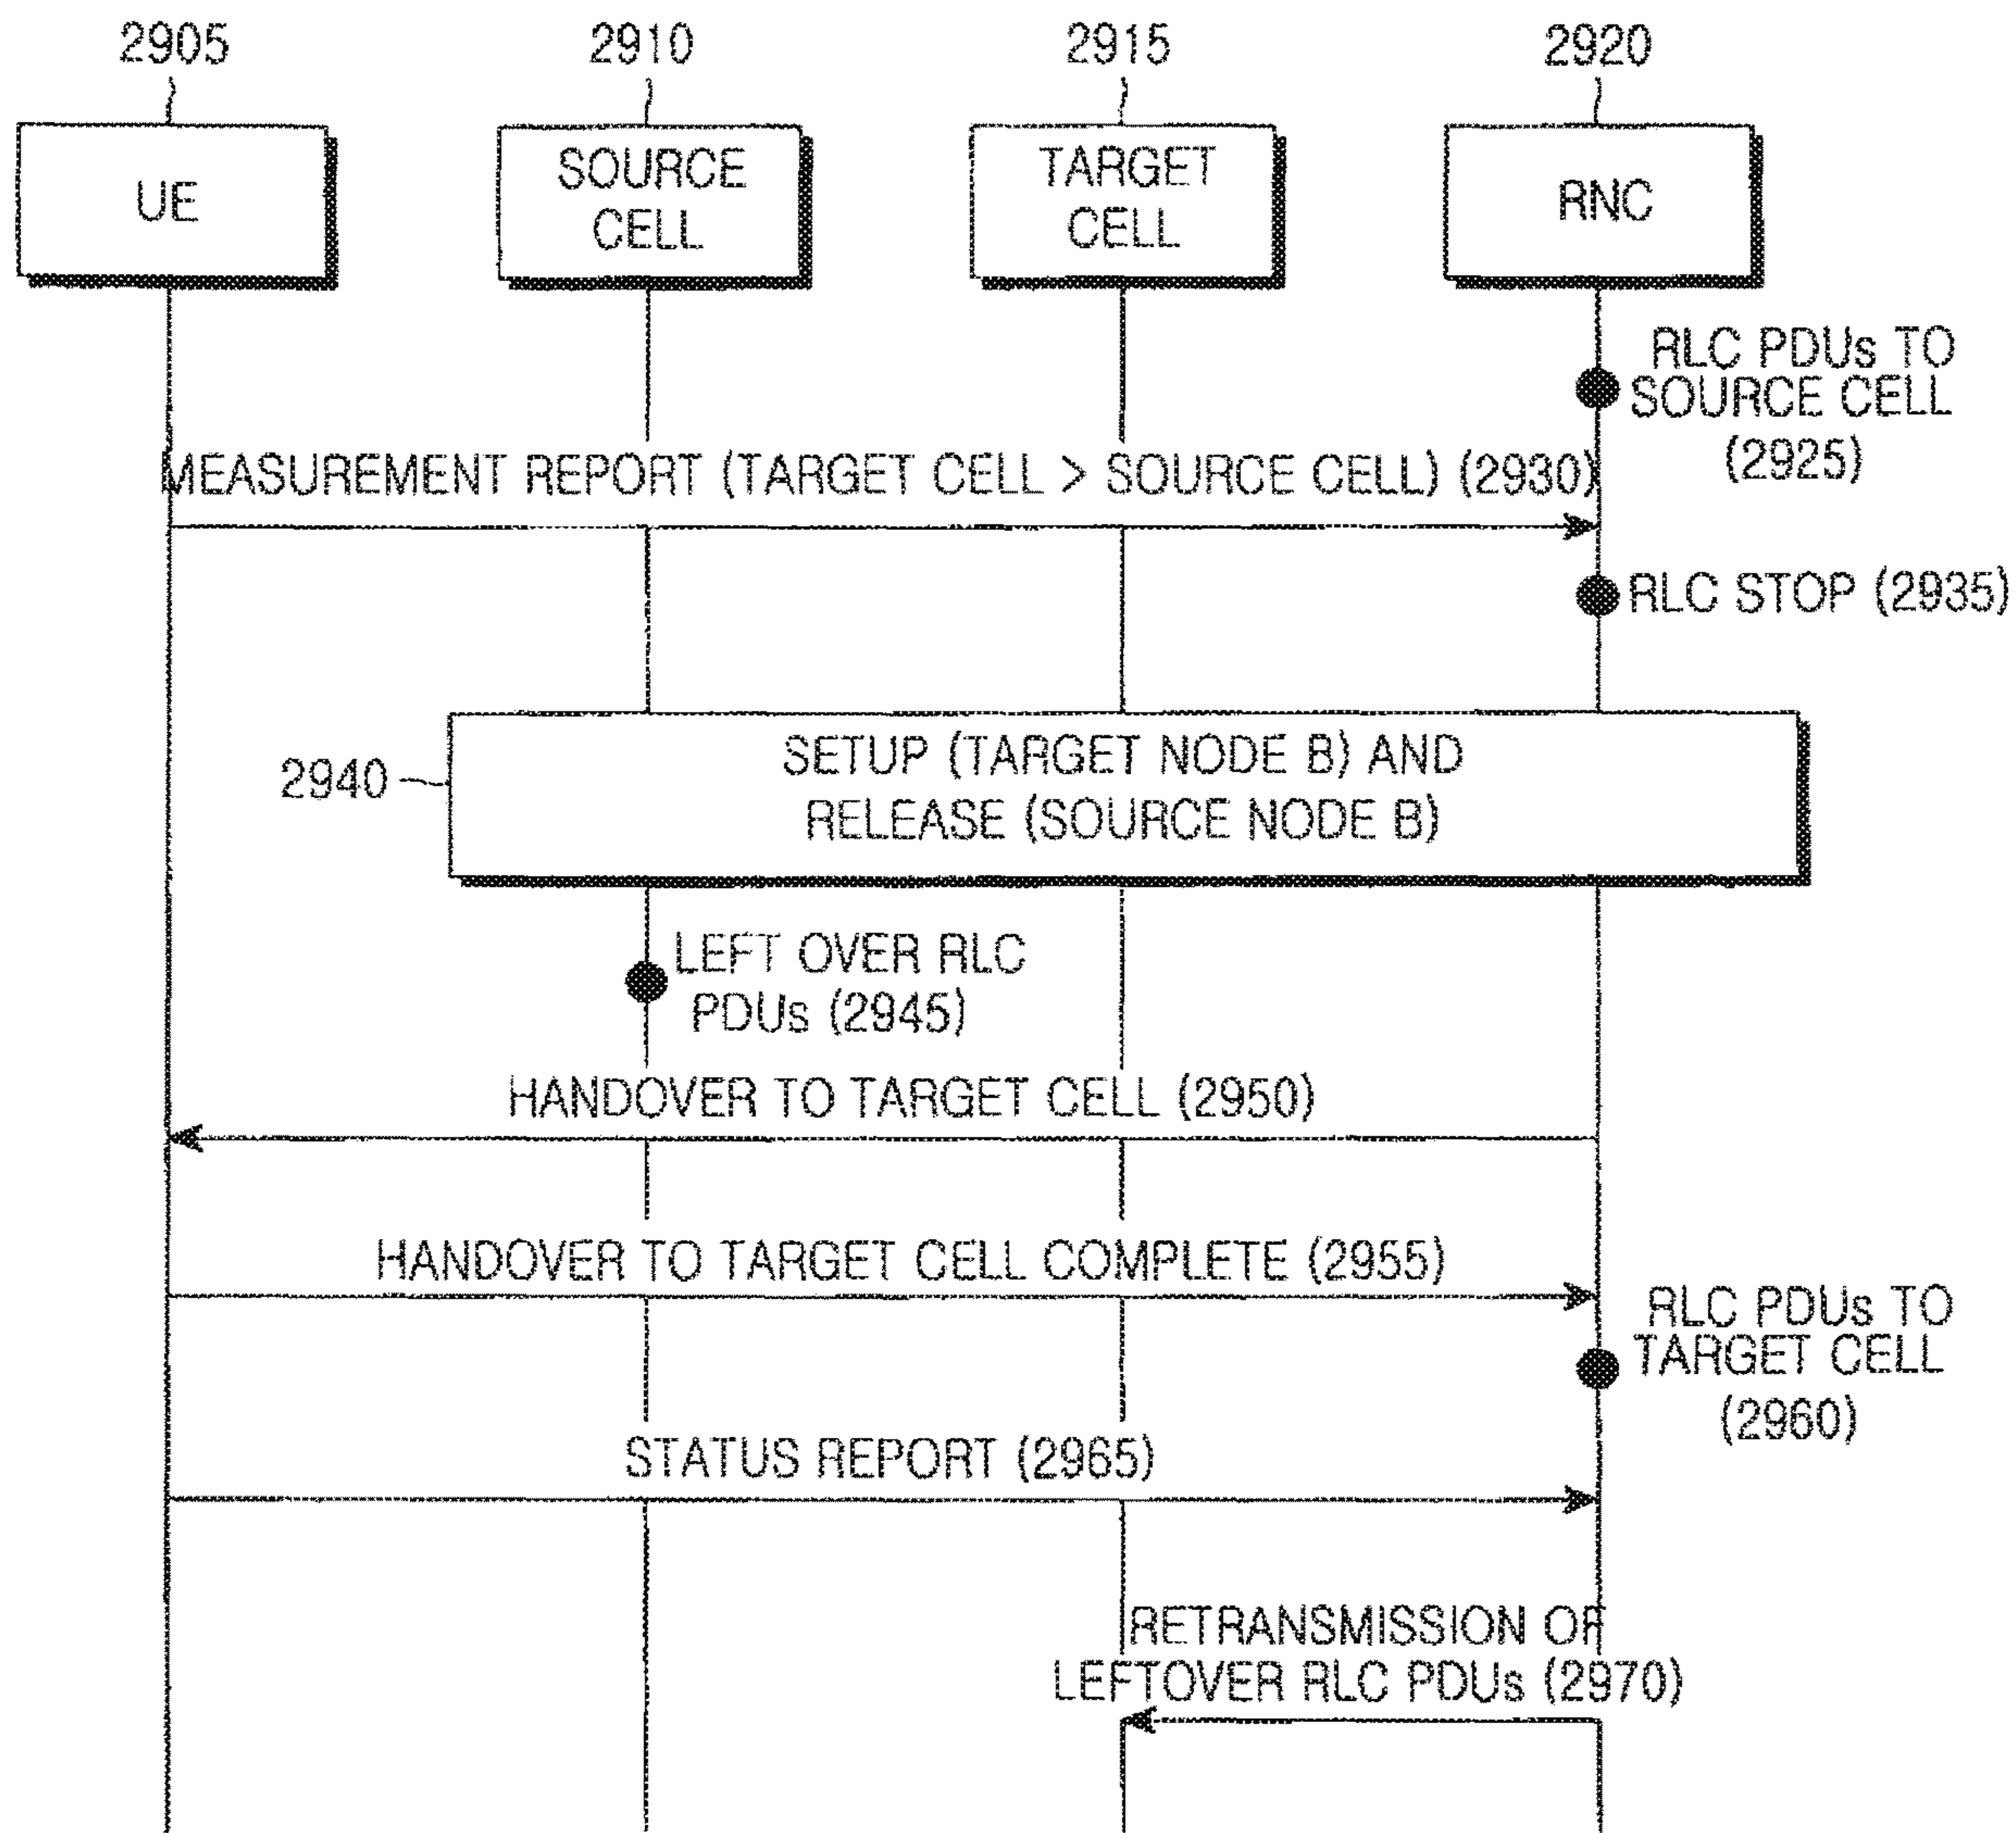 2905
2910
2915
2920
UE
SOURCE
CELL
TARGET
CELL
RNC
RLC PDUs TO
SOURCE CELL
(2925)
MEASUREMENT REPORT (TARGET CELL > SOURCE CELL) (2930)
RLC STOP (2935)
2940
SETUP (TARGET NODE B) AND
RELEASE (SOURCE NODE B)
LEFT OVER RLC
PDUs (2945)
HANDOVER TO TARGET CELL (2950)
HANDOVER TO TARGET CELL COMPLETE (2955)
RLC PDUs TO
TARGET CELL
(2960)
STATUS REPORT (2965)
RETRANSMISSION OF
LEFTOVER RLC PDUs (2970)